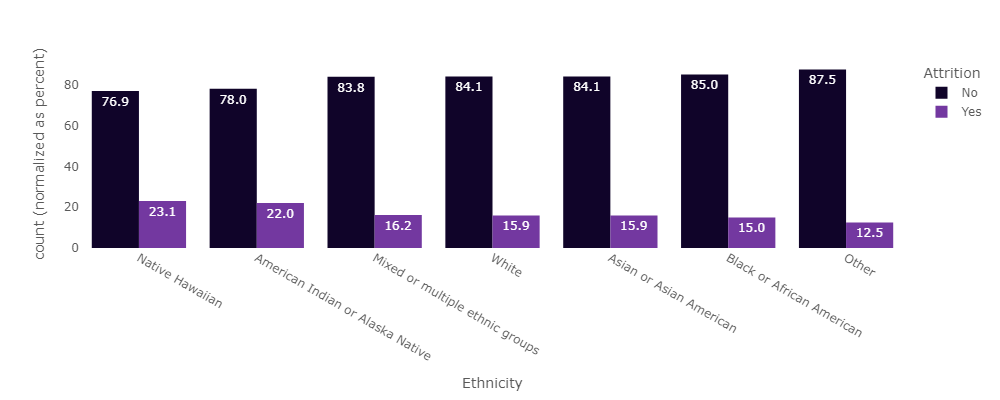 count (normalized as percent)
80
60
40
20
0
76.9
23.1
78.0
22.0
83.8
16.2
84.1
15.9
84.1
15.9
85.0
15.0
87.5
12.5
Native Hawaiian
American Indian or Alaska Native
Mixed or multiple ethnic groups
White
Asian or Asian American
Black or African American
Other
Ethnicity
Attrition
No
Yes